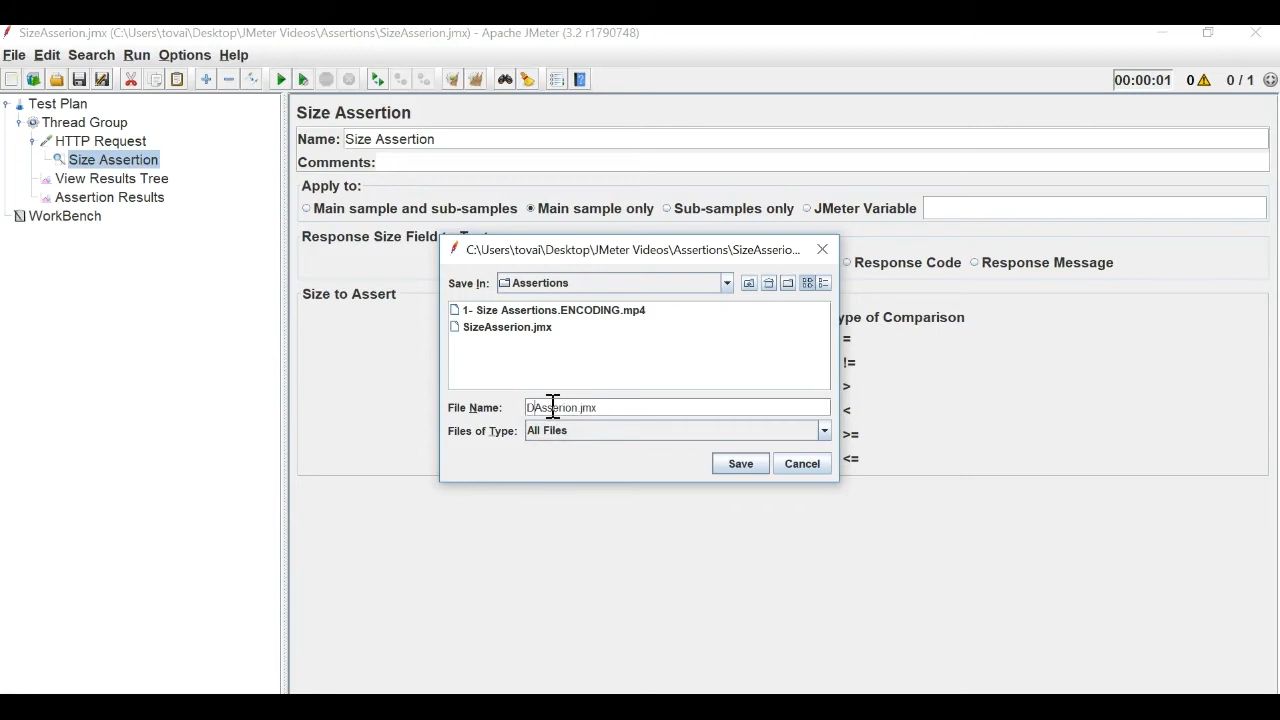 SizeAsserion.jmx (C:\Users\tovai\Desktop\JMeter Videos\Assertions\SizeAsserion.jmx) - Apache JMeter (3.2 r1790748)
File Edit Search Run Options Help
00:00:01 0 0 / 1
Test Plan
Thread Group
HTTP Request
Size Assertion
View Results Tree
Assertion Results
WorkBench
Size Assertion
Name: Size Assertion
Comments:
Apply to:
Main sample and sub-samples Main sample only Sub-samples only JMeter Variable
Response Size Field
Response Code Response Message
Size to Assert
ype of Comparison
=
!=
>
<
>=
<=
C:\Users\tovai\Desktop\JMeter Videos\Assertions\SizeAsserio...
Save In: Assertions
1- Size Assertions.ENCODING.mp4
SizeAsserion.jmx
File Name: DAsserion.jmx
Files of Type: All Files
Save Cancel